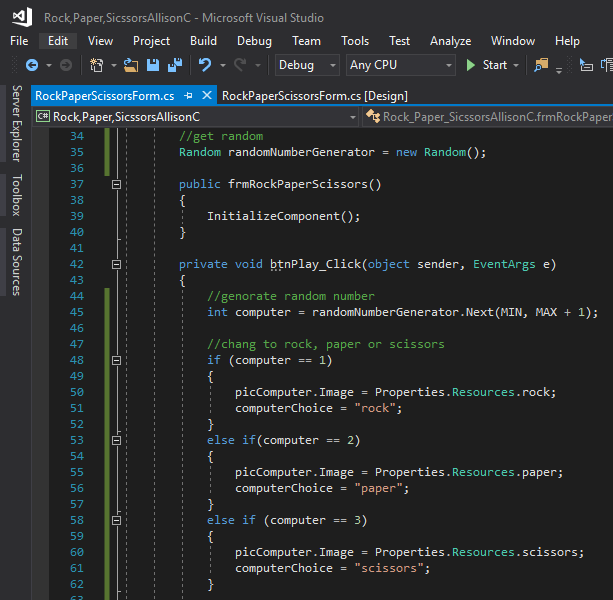 Rock,Paper,SicssorsAllisonC - Microsoft Visual Studio
File Edit View Project Build Debug Team Tools Test Analyze Window Help
Debug Any CPU Start
Server Explorer
Toolbox
Data Sources
RockPaperScissorsForm.cs RockPaperScissorsForm.cs [Design]
C# Rock,Paper,SicssorsAllisonC Rock_Paper_SicssorsAllisonC.frmRockPaper
34 //get random
35 Random randomNumberGenerator = new Random();
36
37 public frmRockPaperScissors()
38 {
39 InitializeComponent();
40 }
41
42 private void btnPlay_Click(object sender, EventArgs e)
43 {
44 //genorate random number
45 int computer = randomNumberGenerator.Next(MIN, MAX + 1);
46
47 //chang to rock, paper or scissors
48 if (computer == 1)
49 {
50 picComputer.Image = Properties.Resources.rock;
51 computerChoice = "rock";
52 }
53 else if(computer == 2)
54 {
55 picComputer.Image = Properties.Resources.paper;
56 computerChoice = "paper";
57 }
58 else if (computer == 3)
59 {
60 picComputer.Image = Properties.Resources.scissors;
61 computerChoice = "scissors";
62 }
63